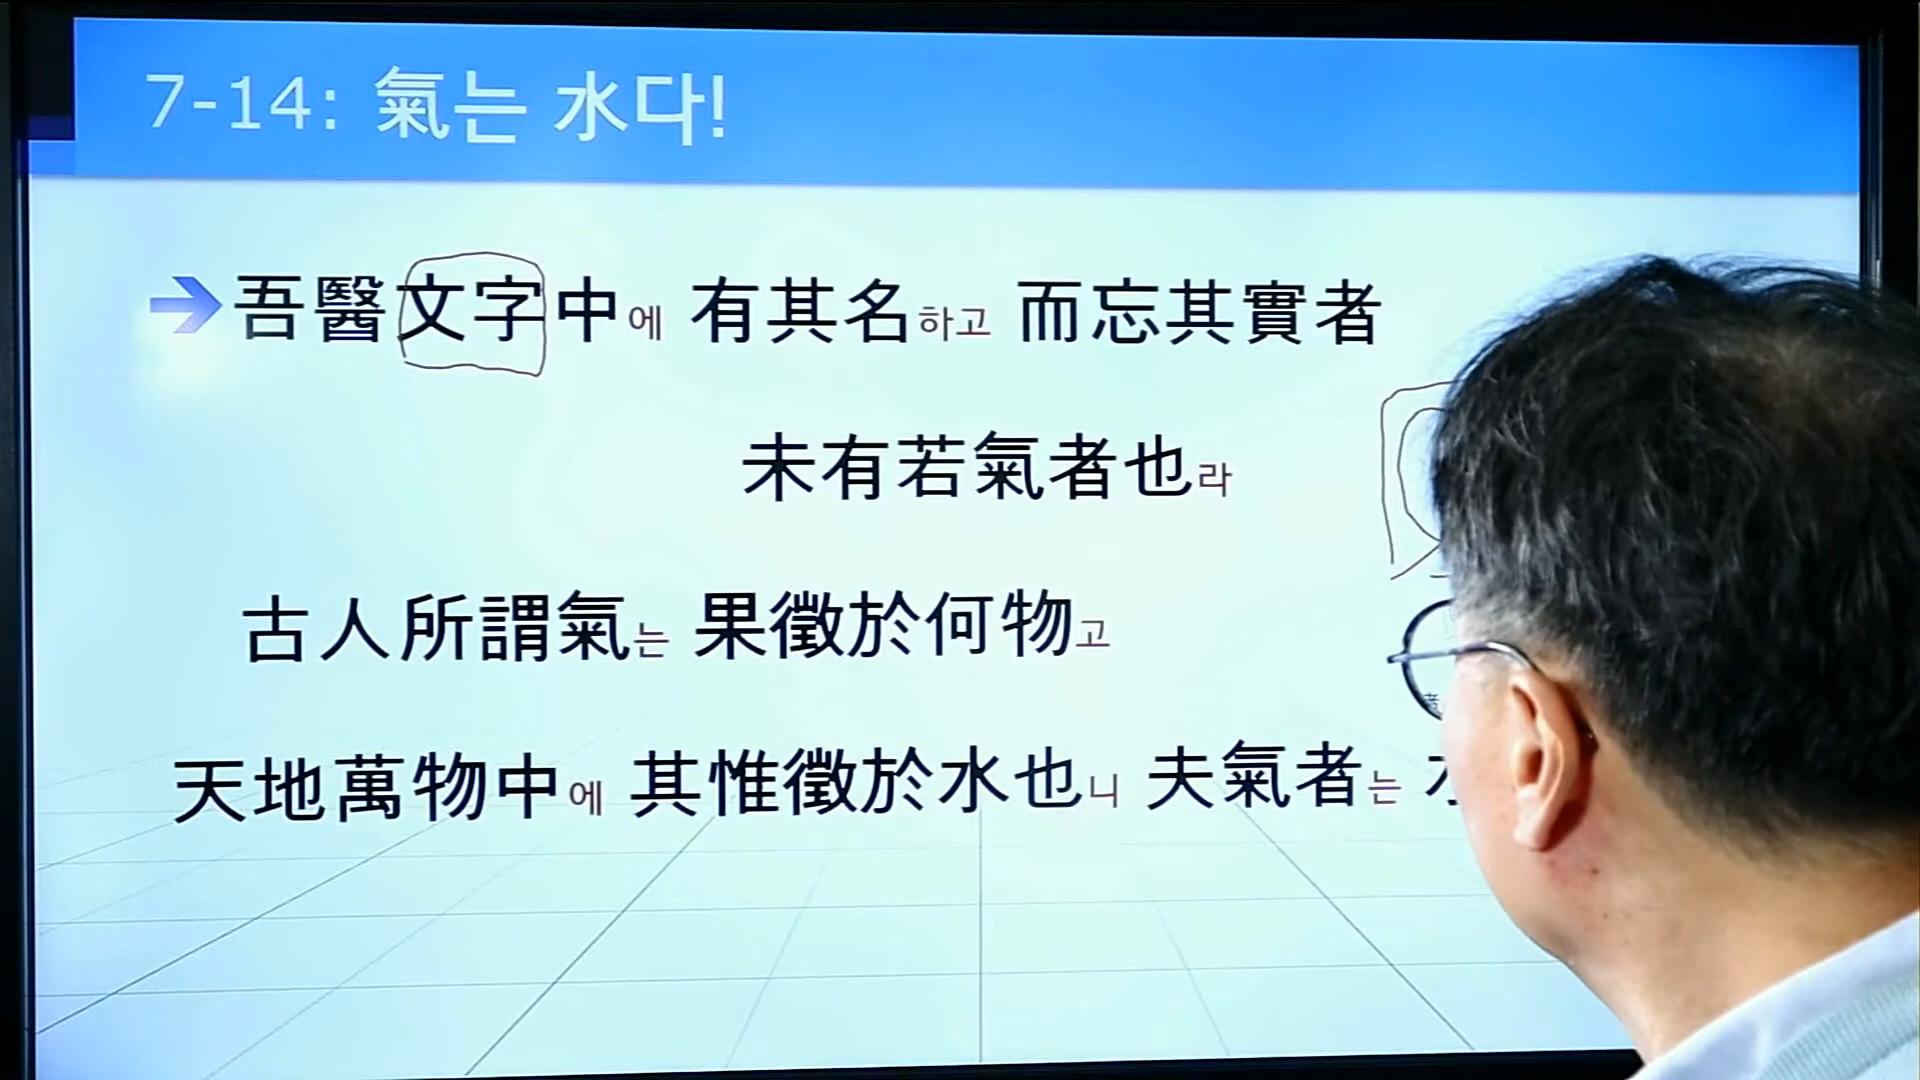 7-14: 氣는 水다!
吾醫文字中에 有其名하고 而忘其實者
未有若氣者也라
古人所謂氣는 果徵於何物고
天地萬物中에 其惟徵於水也니 夫氣者는